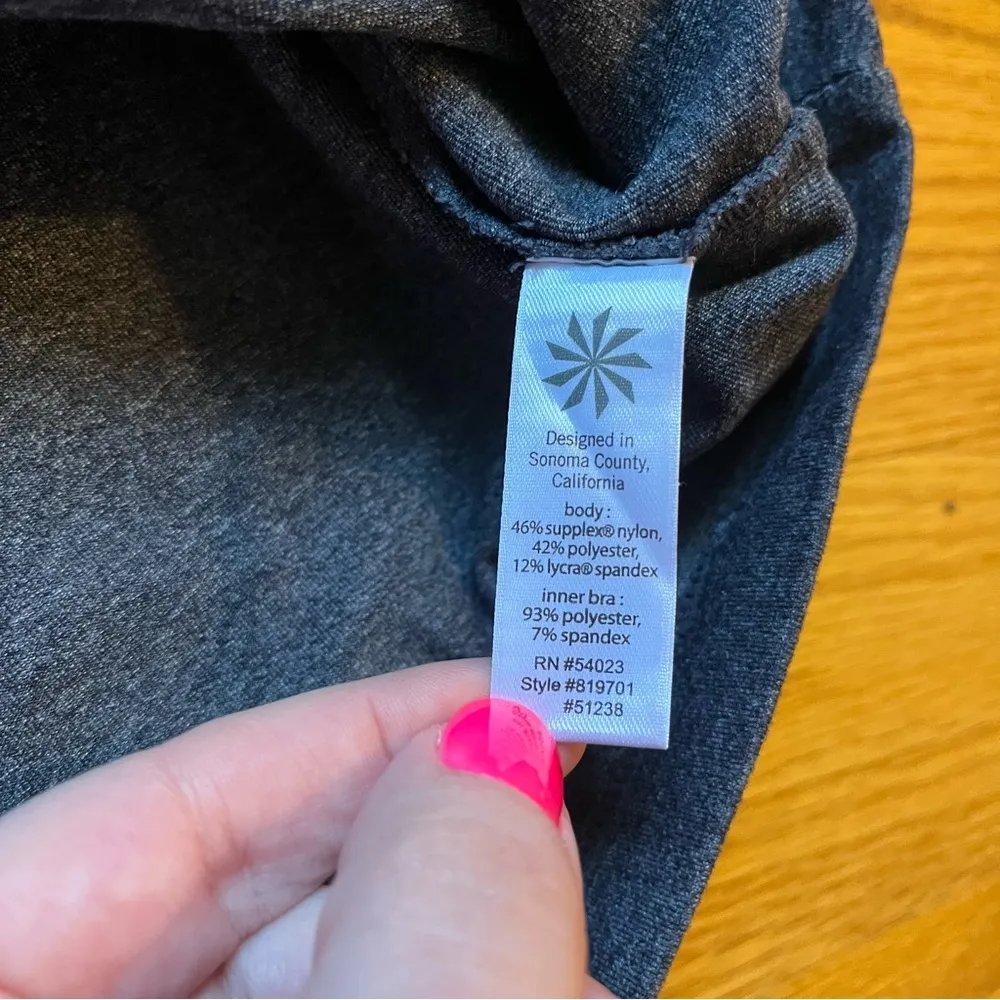 Designed in
Sonoma County,
California
body :
46% supplex® nylon,
42% polyester,
12% lycra® spandex
inner bra :
93% polyester,
7% spandex
RN #54023
Style #819701
#51238